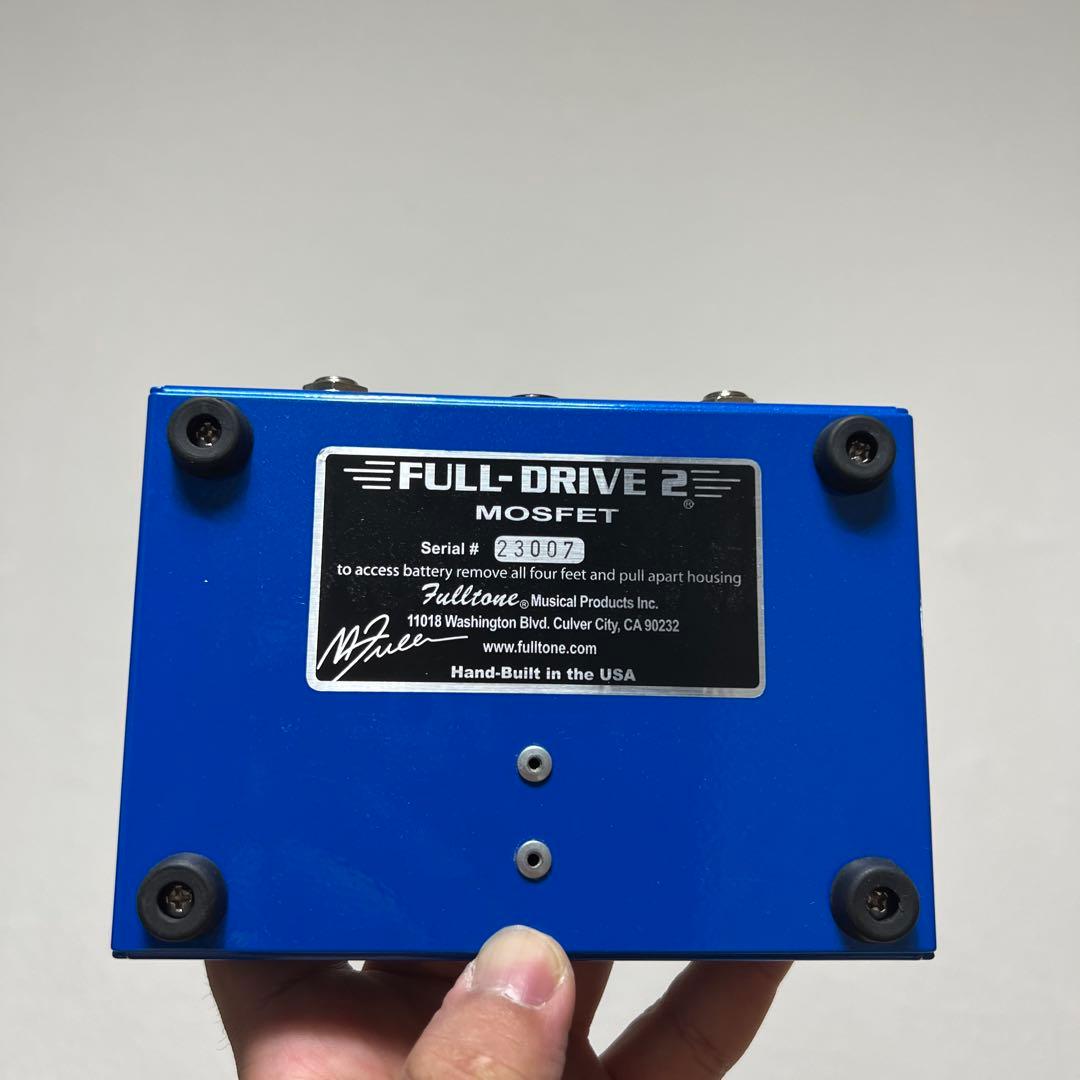 FULL-DRIVE 2®
MOSFET
Serial # 23007
to access battery remove all four feet and pull apart housing
Fulltone® Musical Products Inc.
11018 Washington Blvd. Culver City, CA 90232
M Fuller
www.fulltone.com
Hand-Built in the USA